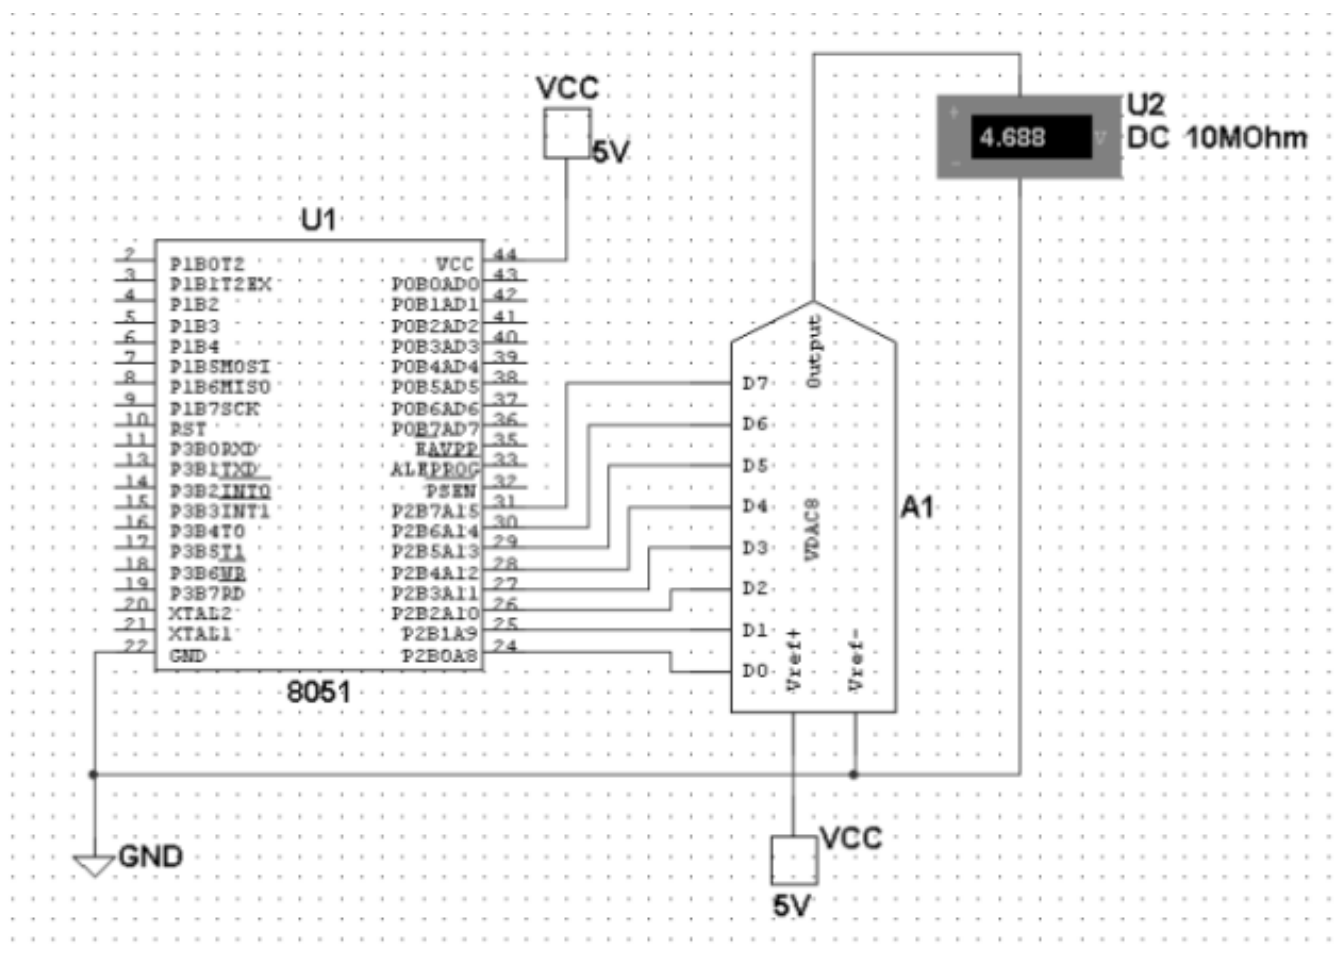 VCC
5V
U2
4.688 V
DC 10MOhm
U1
2 P1B0T2
3 P1B1T2EX
4 P1B2
5 P1B3
6 P1B4
7 P1B5MOSI
8 P1B6MISO
9 P1B7SCK
10 RST
11 P3B0RXD
13 P3B1TXD
14 P3B2INT0
15 P3B3INT1
16 P3B4T0
17 P3B5T1
18 P3B6WR
19 P3B7RD
20 XTAL2
21 XTAL1
22 GND
VCC 44
P0B0AD0 43
P0B1AD1 42
P0B2AD2 41
P0B3AD3 40
P0B4AD4 39
P0B5AD5 38
P0B6AD6 37
P0B7AD7 36
EAVPP 35
ALEPROG 33
PSEN 32
P2B7A15 31
P2B6A14 30
P2B5A13 29
P2B4A12 28
P2B3A11 27
P2B2A10 26
P2B1A9 25
P2B0A8 24
8051
Output
D7
D6
D5
D4
D3
D2
D1
D0
VDAC8
Vref+
Vref-
A1
GND
VCC
5V